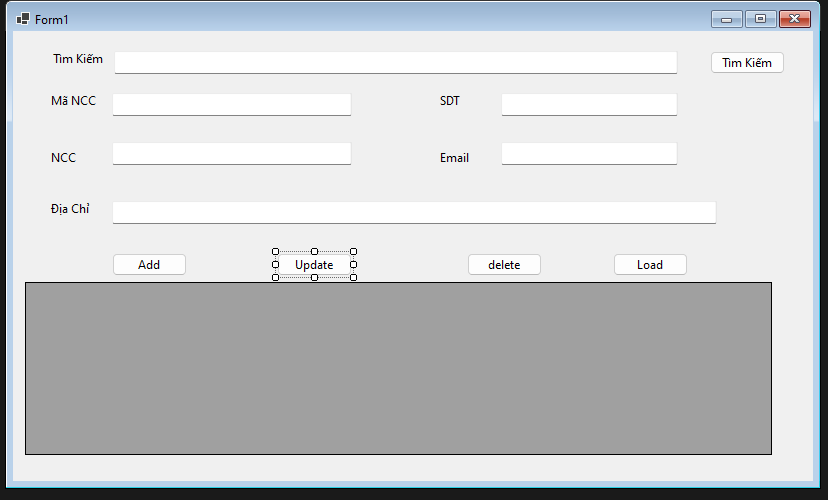 Form1
Tìm Kiếm
Tìm Kiếm
Mã NCC
SDT
NCC
Email
Địa Chỉ
Add
Update
delete
Load